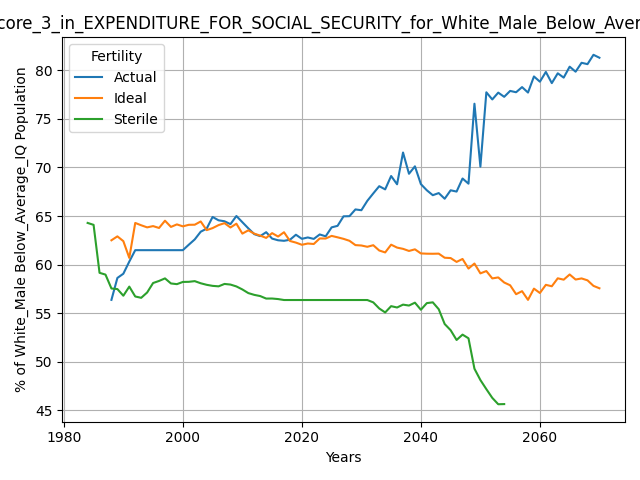 core_3_in_EXPENDITURE_FOR_SOCIAL_SECURITY_for_White_Male_Below_Aver
Fertility
Actual
Ideal
Sterile
% of White_Male Below_Average_IQ Population
80
75
70
65
60
55
50
45
1980
2000
2020
2040
2060
Years